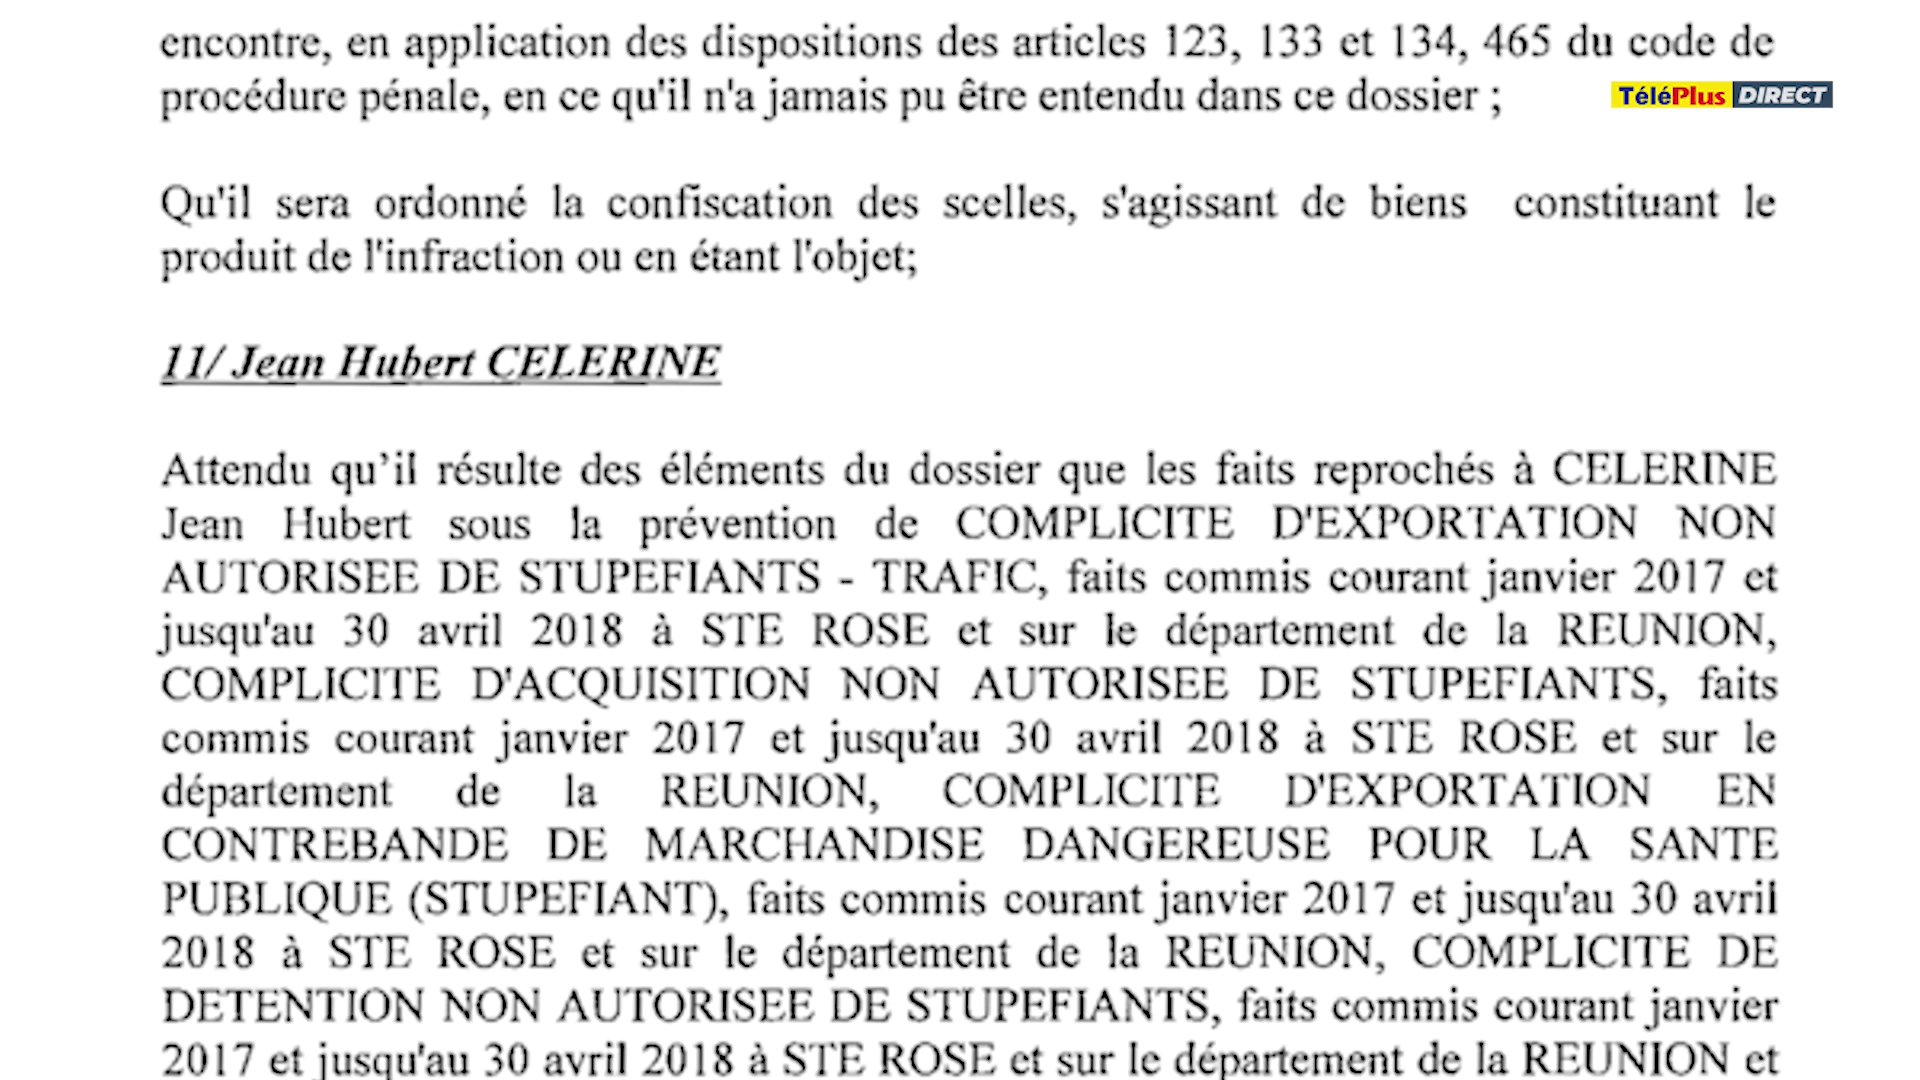 encontre, en application des dispositions des articles 123, 133 et 134, 465 du code de
procédure pénale, en ce qu'il n'a jamais pu être entendu dans ce dossier ;
TéléPlus DIRECT
Qu'il sera ordonné la confiscation des scelles, s'agissant de biens constituant le
produit de l'infraction ou en étant l'objet;
11/ Jean Hubert CELERINE
Attendu qu’il résulte des éléments du dossier que les faits reprochés à CELERINE
Jean Hubert sous la prévention de COMPLICITE D'EXPORTATION NON
AUTORISEE DE STUPEFIANTS - TRAFIC, faits commis courant janvier 2017 et
jusqu'au 30 avril 2018 à STE ROSE et sur le département de la REUNION,
COMPLICITE D'ACQUISITION NON AUTORISEE DE STUPEFIANTS, faits
commis courant janvier 2017 et jusqu'au 30 avril 2018 à STE ROSE et sur le
département de la REUNION, COMPLICITE D'EXPORTATION EN
CONTREBANDE DE MARCHANDISE DANGEREUSE POUR LA SANTE
PUBLIQUE (STUPEFIANT), faits commis courant janvier 2017 et jusqu'au 30 avril
2018 à STE ROSE et sur le département de la REUNION, COMPLICITE DE
DETENTION NON AUTORISEE DE STUPEFIANTS, faits commis courant janvier
2017 et jusqu'au 30 avril 2018 à STE ROSE et sur le département de la REUNION et